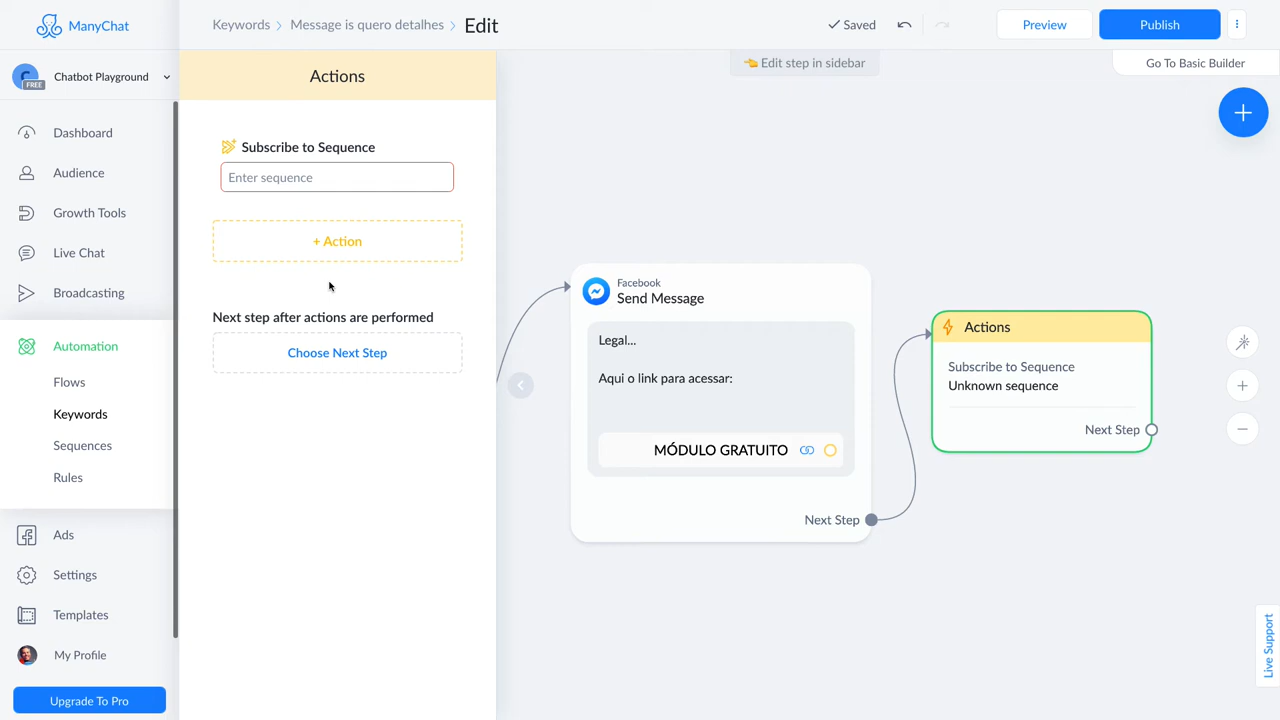 ManyChat
Keywords
Message is quero detalhes
Edit
Saved
Preview
Publish
C
FREE
Chatbot Playground
Actions
Edit step in sidebar
Go To Basic Builder
Dashboard
Audience
Growth Tools
Live Chat
Broadcasting
Automation
Flows
Keywords
Sequences
Rules
Ads
Settings
Templates
My Profile
Upgrade To Pro
Subscribe to Sequence
Enter sequence
+ Action
Next step after actions are performed
Choose Next Step
Facebook
Send Message
Legal...
Aqui o link para acessar:
MÓDULO GRATUITO
Next Step
Actions
Subscribe to Sequence
Unknown sequence
Next Step
Live Support